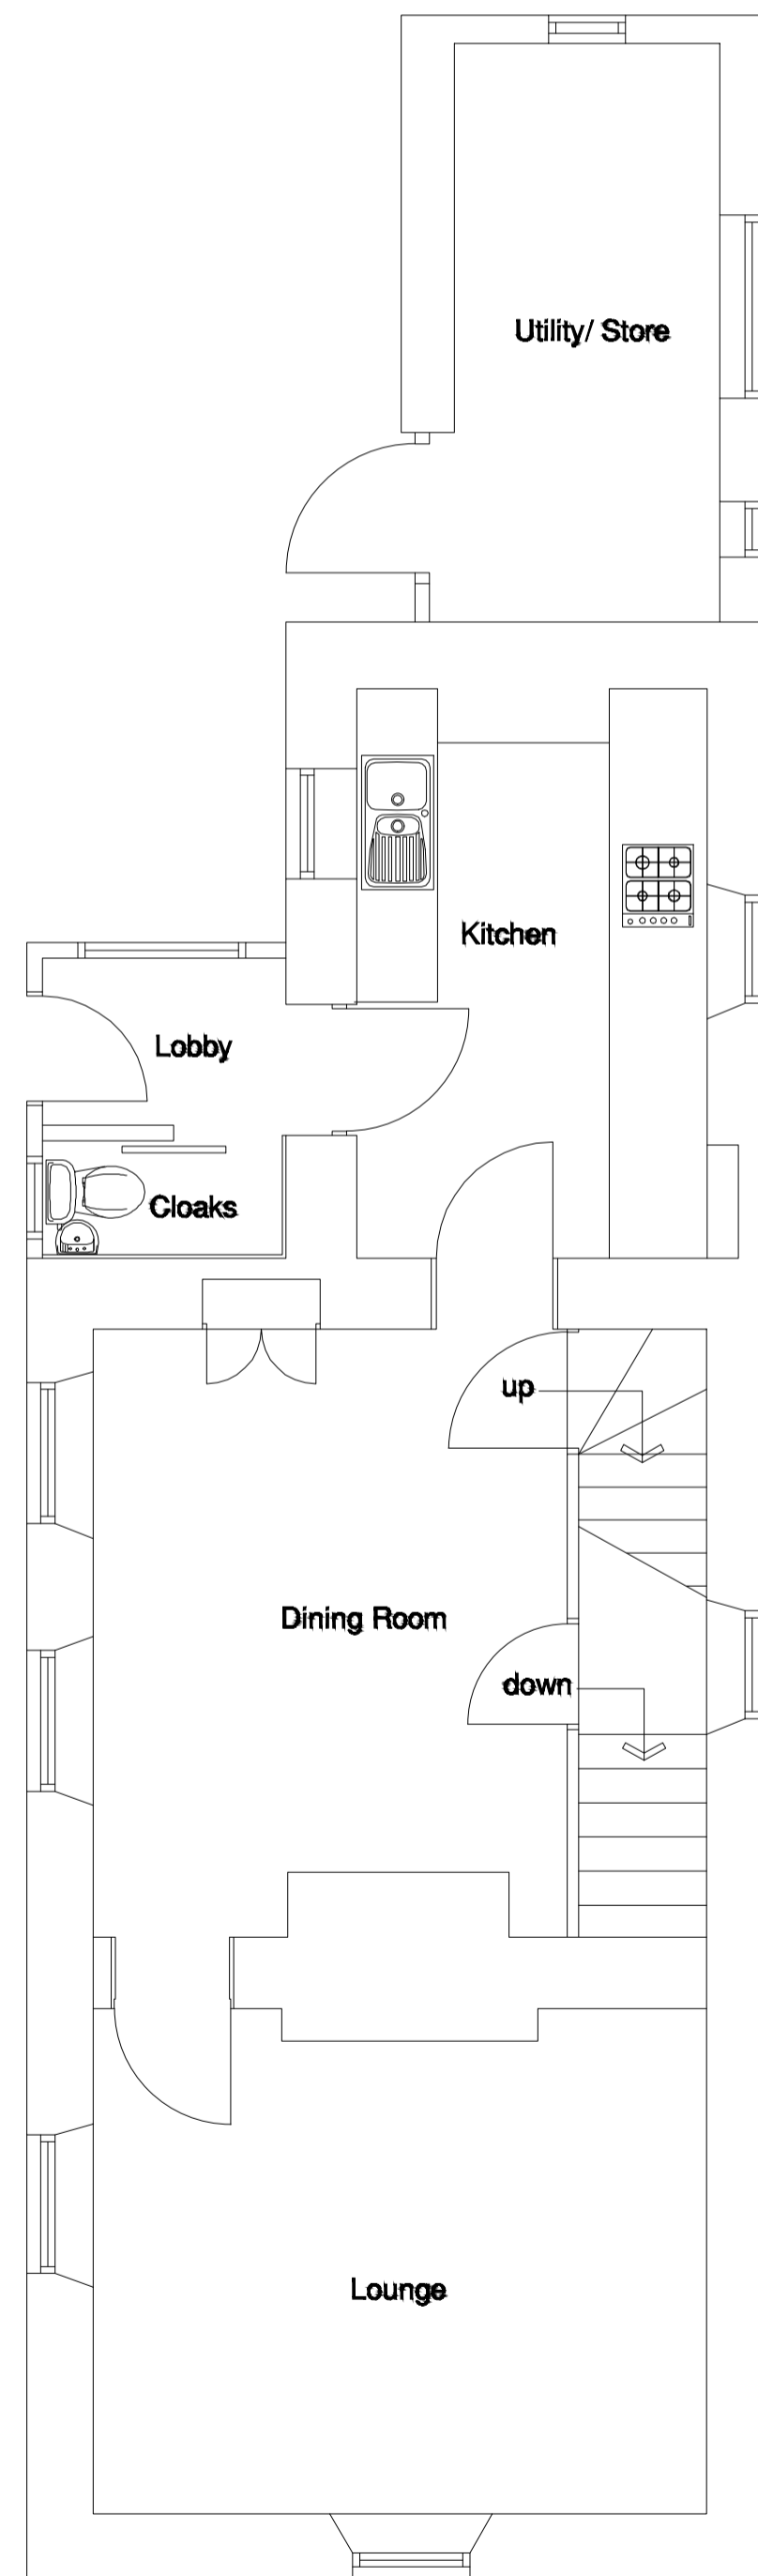 Utility/ Store
Kitchen
Lobby
Cloaks
up
Dining Room
down
Lounge